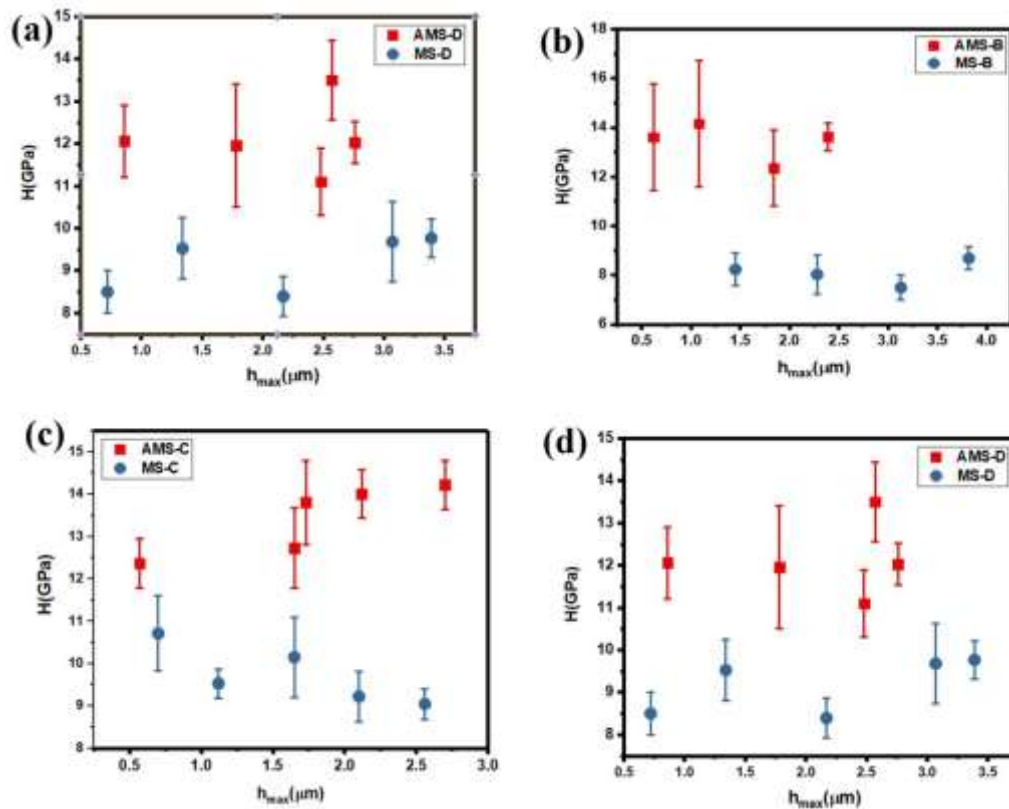 (a)
AMS-D
MS-D
15
14
13
12
11
10
9
8
H(GPa)
0.5 1.0 1.5 2.0 2.5 3.0 3.5
hmax(μm)
(b)
AMS-B
MS-B
18
16
14
12
10
8
6
H(GPa)
0.5 1.0 1.5 2.0 2.5 3.0 3.5 4.0
hmax(μm)
(c)
AMS-C
MS-C
15
14
13
12
11
10
9
8
H(GPa)
0.5 1.0 1.5 2.0 2.5 3.0
hmax(μm)
(d)
AMS-D
MS-D
15
14
13
12
11
10
9
8
H(GPa)
0.5 1.0 1.5 2.0 2.5 3.0 3.5
hmax(μm)